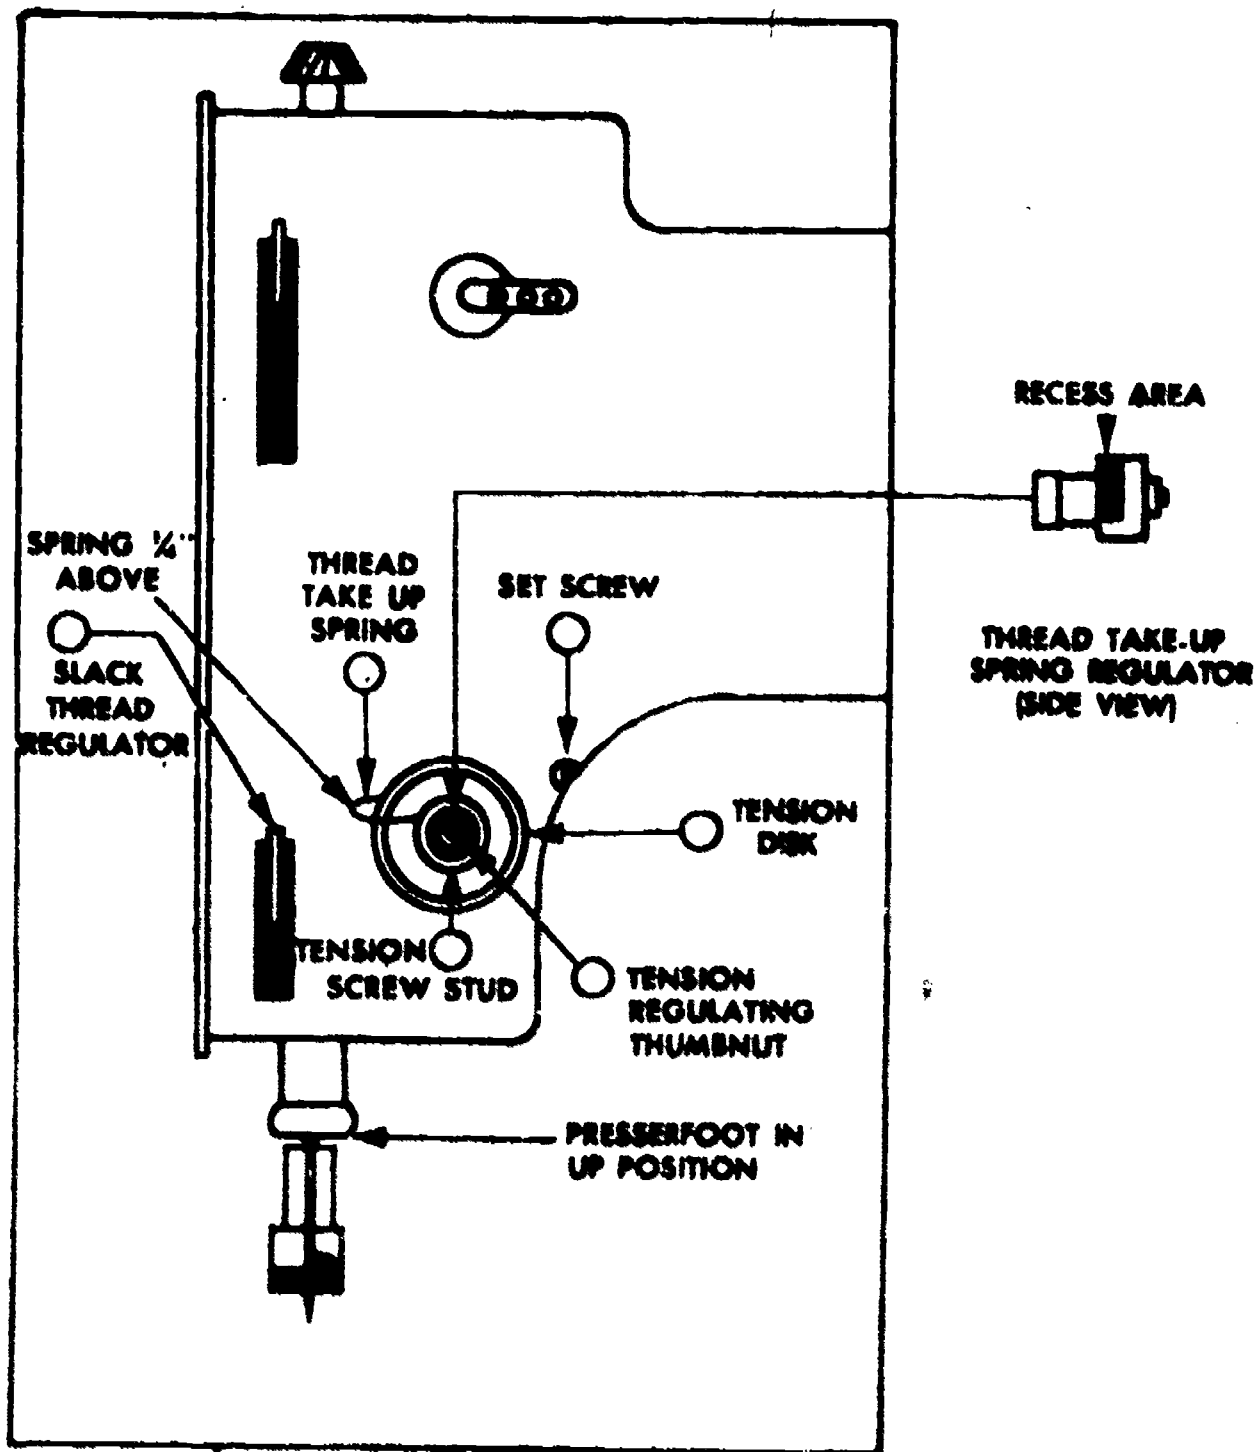 RECESS AREA
SPRING ¼"
ABOVE
THREAD
TAKE UP
SPRING
SET SCREW
SLACK
THREAD
REGULATOR
THREAD TAKE-UP
SPRING REGULATOR
(SIDE VIEW)
TENSION
DISK
TENSION
SCREW STUD
TENSION
REGULATING
THUMBNUT
PRESSERFOOT IN
UP POSITION